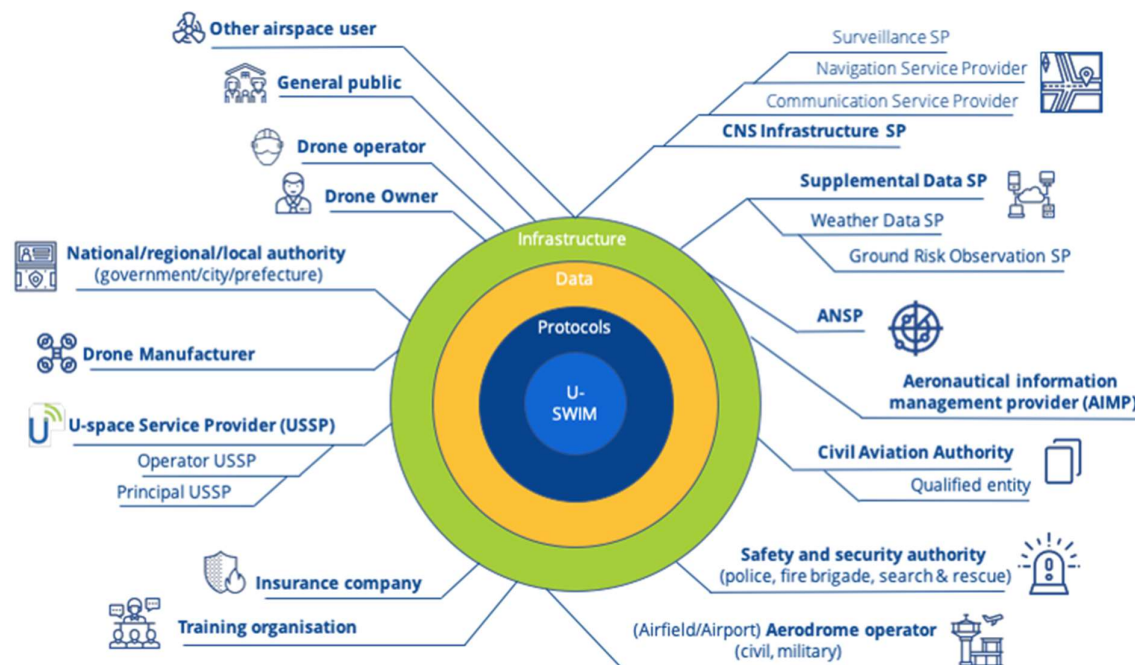 Other airspace user
General public
Drone operator
Drone Owner
National/regional/local authority
(government/city/prefecture)
Drone Manufacturer
U
U-space Service Provider (USSP)
Operator USSP
Principal USSP
Insurance company
Training organisation
Infrastructure
Data
Protocols
U-
SWIM
Surveillance SP
Navigation Service Provider
Communication Service Provider
CNS Infrastructure SP
Supplemental Data SP
Weather Data SP
Ground Risk Observation SP
ANSP
Aeronautical information
management provider (AIMP)
Civil Aviation Authority
Qualified entity
Safety and security authority
(police, fire brigade, search & rescue)
(Airfield/Airport) Aerodrome operator
(civil, military)